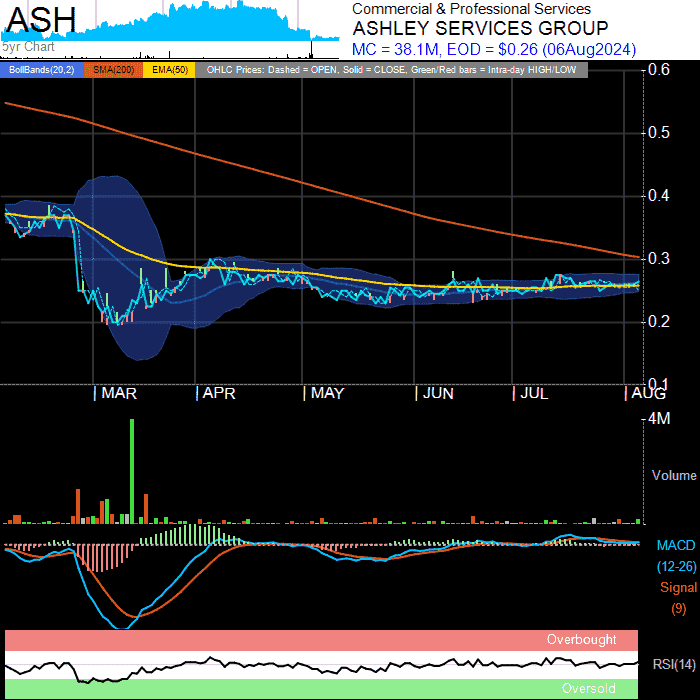 ASH
5yr Chart
Commercial & Professional Services
ASHLEY SERVICES GROUP
MC = 38.1M, EOD = $0.26 (06Aug2024)
BollBands(20,2) SMA(200) EMA(50) OHLC Prices: Dashed = OPEN, Solid = CLOSE, Green/Red bars = Intra-day HIGH/LOW
0.6
0.5
0.4
0.3
0.2
0.1
MAR APR MAY JUN JUL AUG
4M
Volume
MACD
(12-26)
Signal
(9)
Overbought
RSI(14)
Oversold